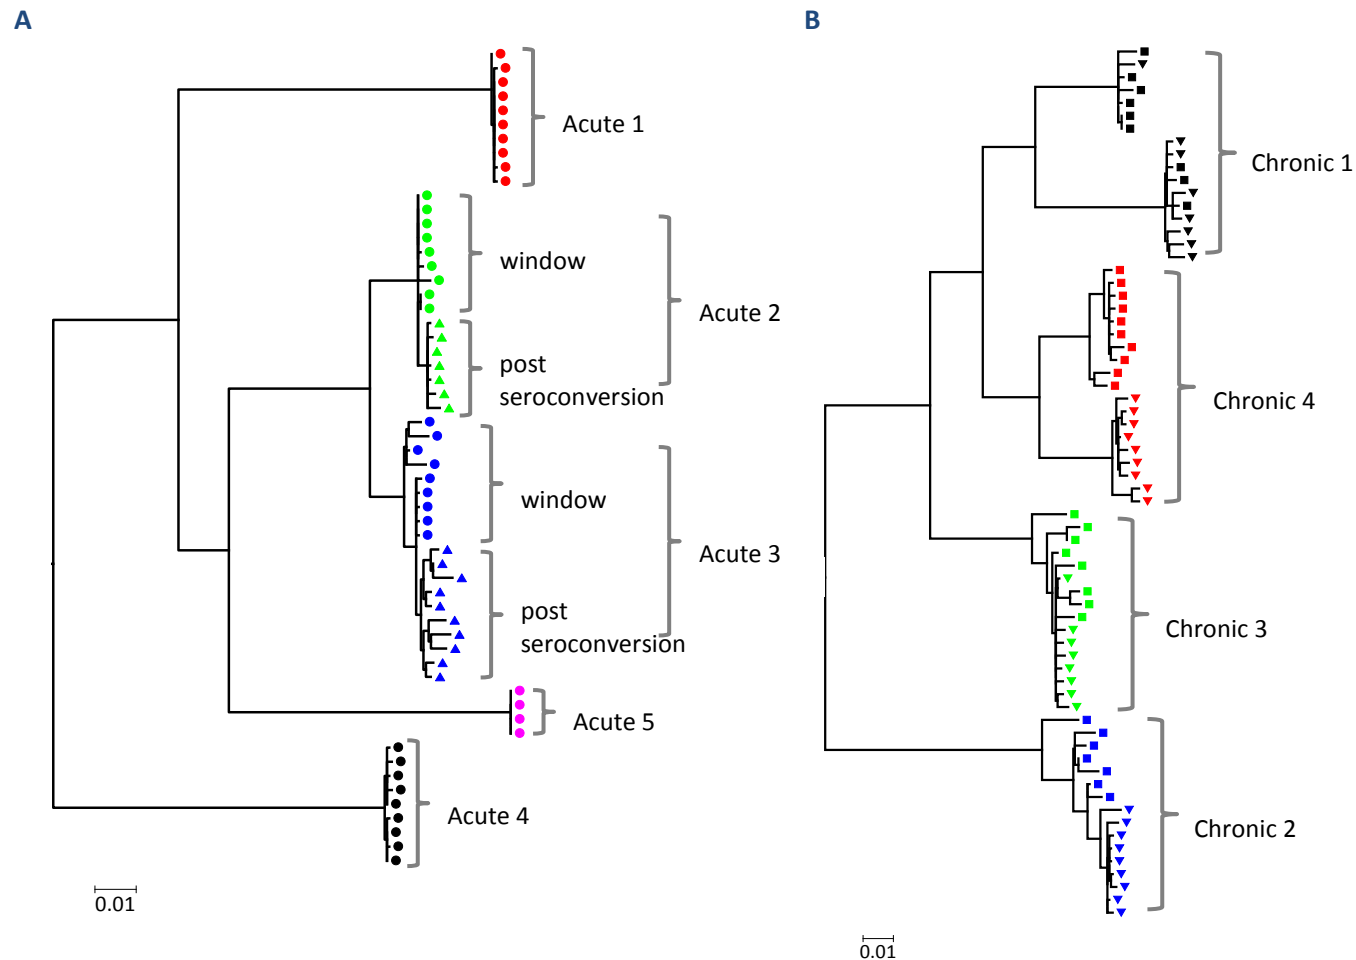 A
Acute 1
window
Acute 2
post
seroconversion
window
Acute 3
post
seroconversion
Acute 5
Acute 4
0.01
B
Chronic 1
Chronic 4
Chronic 3
Chronic 2
0.01